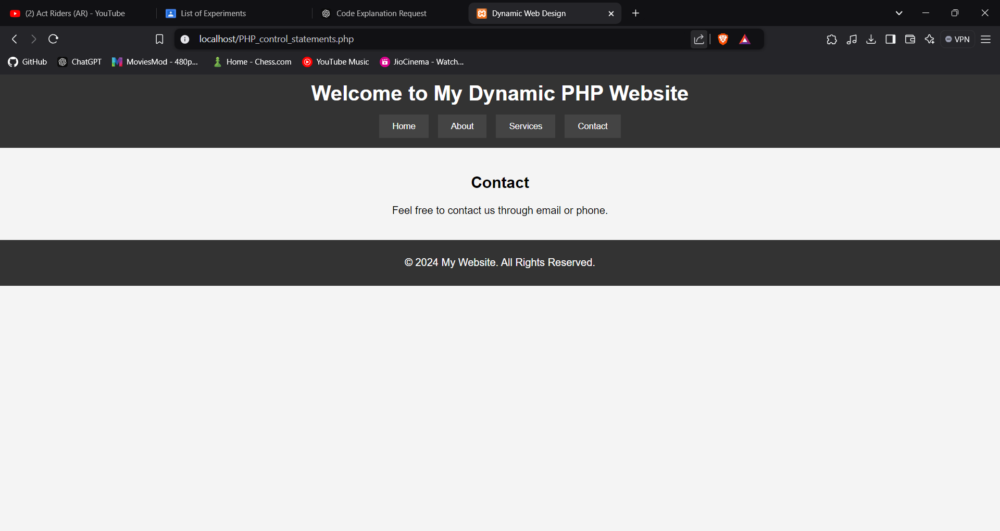 (2) Act Riders (AR) - YouTube
List of Experiments
Code Explanation Request
Dynamic Web Design
localhost/PHP_control_statements.php
VPN
GitHub
ChatGPT
MoviesMod - 480p...
Home - Chess.com
YouTube Music
JioCinema - Watch...
Welcome to My Dynamic PHP Website
Home
About
Services
Contact
Contact
Feel free to contact us through email or phone.
© 2024 My Website. All Rights Reserved.